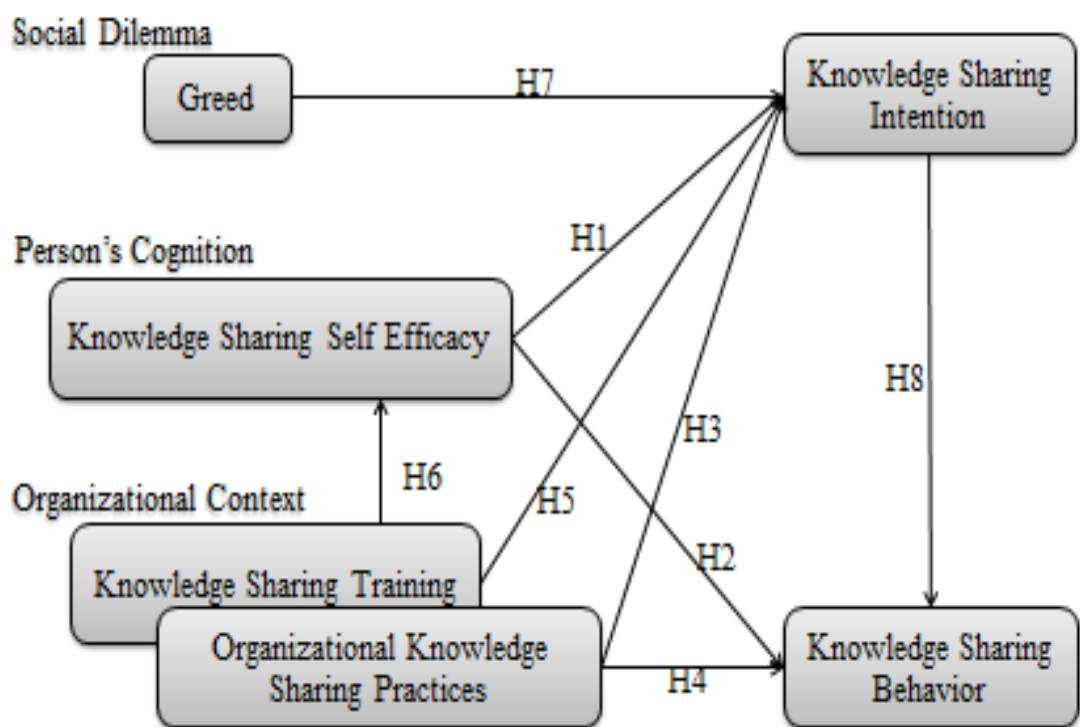 Social Dilemma
Greed
H7
Knowledge Sharing
Intention
H1
Person's Cognition
Knowledge Sharing Self Efficacy
H8
H3
H6
H5
Organizational Context
H2
Knowledge Sharing Training
Organizational Knowledge
Sharing Practices
H4
Knowledge Sharing
Behavior